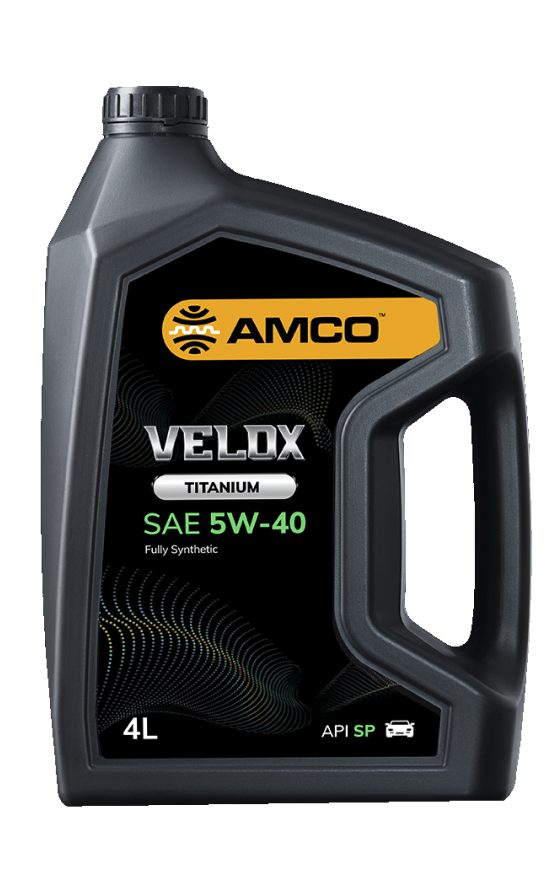 AMCO™
VELOX
TITANIUM
SAE 5W-40
Fully Synthetic
4L
API SP